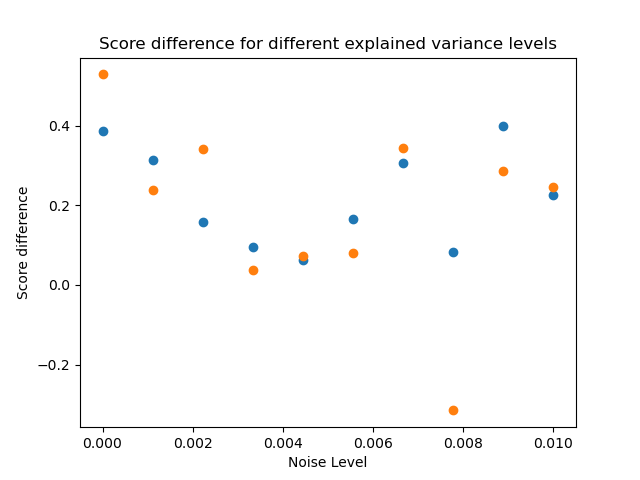 Score difference for different explained variance levels
Score difference
0.4
0.2
0.0
−0.2
0.000 0.002 0.004 0.006 0.008 0.010
Noise Level